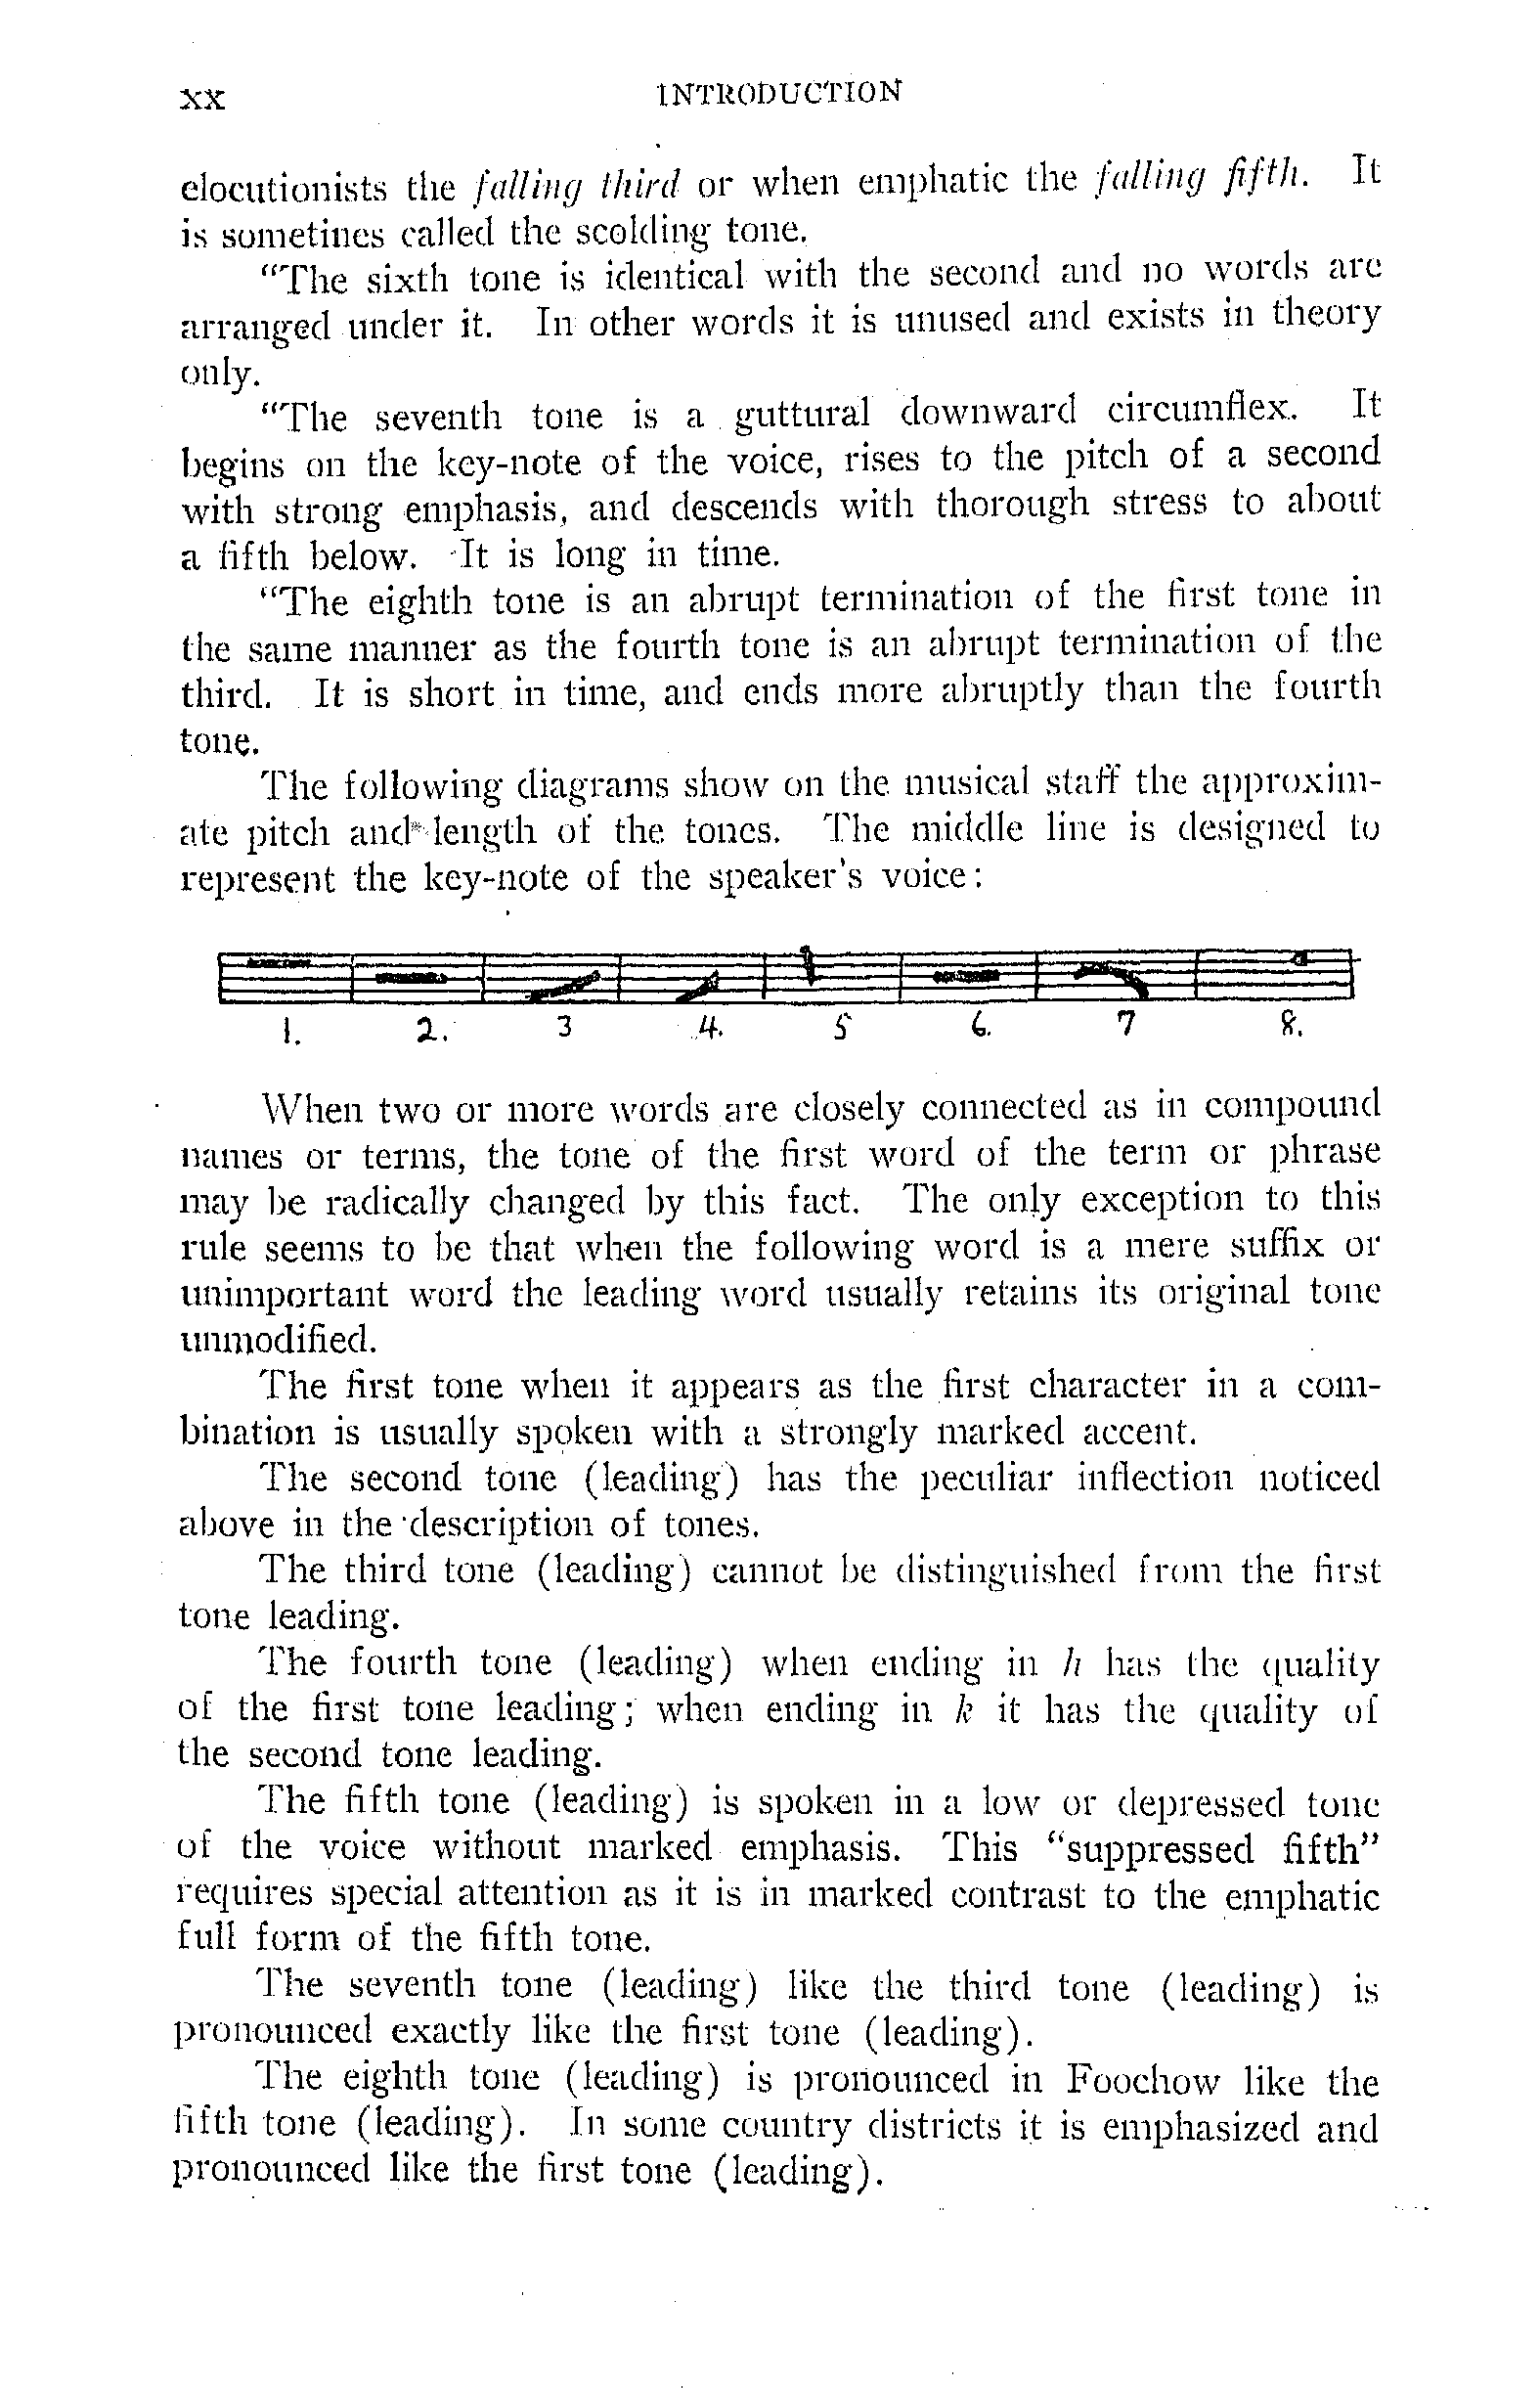 xx INTRODUCTION
elocutionists the falling third or when emphatic the falling fifth. It
is sometines called the scolding tone.
"The sixth tone is identical with the second and no words are
arranged under it. In other words it is unused and exists in theory
only.
"The seventh tone is a guttural downward circumflex. It
begins on the key-note of the voice, rises to the pitch of a second
with strong emphasis, and descends with thorough stress to about
a fifth below. It is long in time.
"The eighth tone is an abrupt termination of the first tone in
the same manner as the fourth tone is an abrupt termination of the
third. It is short in time, and ends more abruptly than the fourth
tone.
The following diagrams show on the musical staff the approxim-
ate pitch and length of the tones. The middle line is designed to
represent the key-note of the speaker's voice:
1. 2. 3 4. 5 6. 7 8.
When two or more words are closely connected as in compound
names or terms, the tone of the first word of the term or phrase
may be radically changed by this fact. The only exception to this
rule seems to be that when the following word is a mere suffix or
unimportant word the leading word usually retains its original tone
unmodified.
The first tone when it appears as the first character in a com-
bination is usually spoken with a strongly marked accent.
The second tone (leading) has the peculiar inflection noticed
above in the description of tones.
The third tone (leading) cannot be distinguished from the first
tone leading.
The fourth tone (leading) when ending in h has the quality
of the first tone leading; when ending in k it has the quality of
the second tone leading.
The fifth tone (leading) is spoken in a low or depressed tone
of the voice without marked emphasis. This "suppressed fifth"
requires special attention as it is in marked contrast to the emphatic
full form of the fifth tone.
The seventh tone (leading) like the third tone (leading) is
pronounced exactly like the first tone (leading).
The eighth tone (leading) is pronounced in Foochow like the
fifth tone (leading). In some country districts it is emphasized and
pronounced like the first tone (leading).